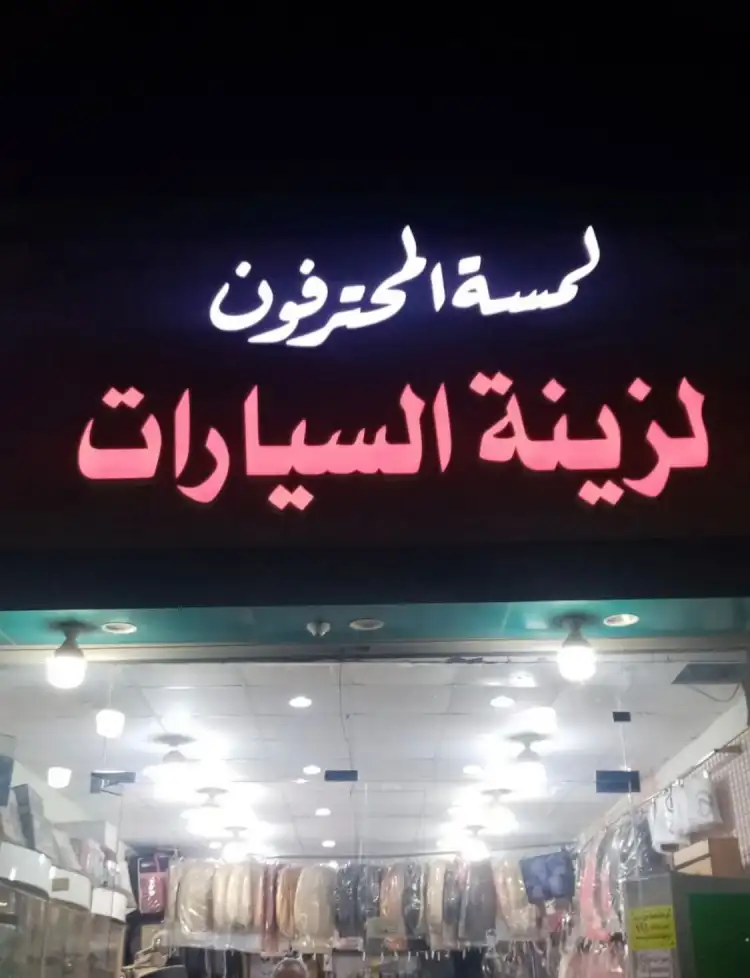 لمسة المحترفون
لزينة السيارات